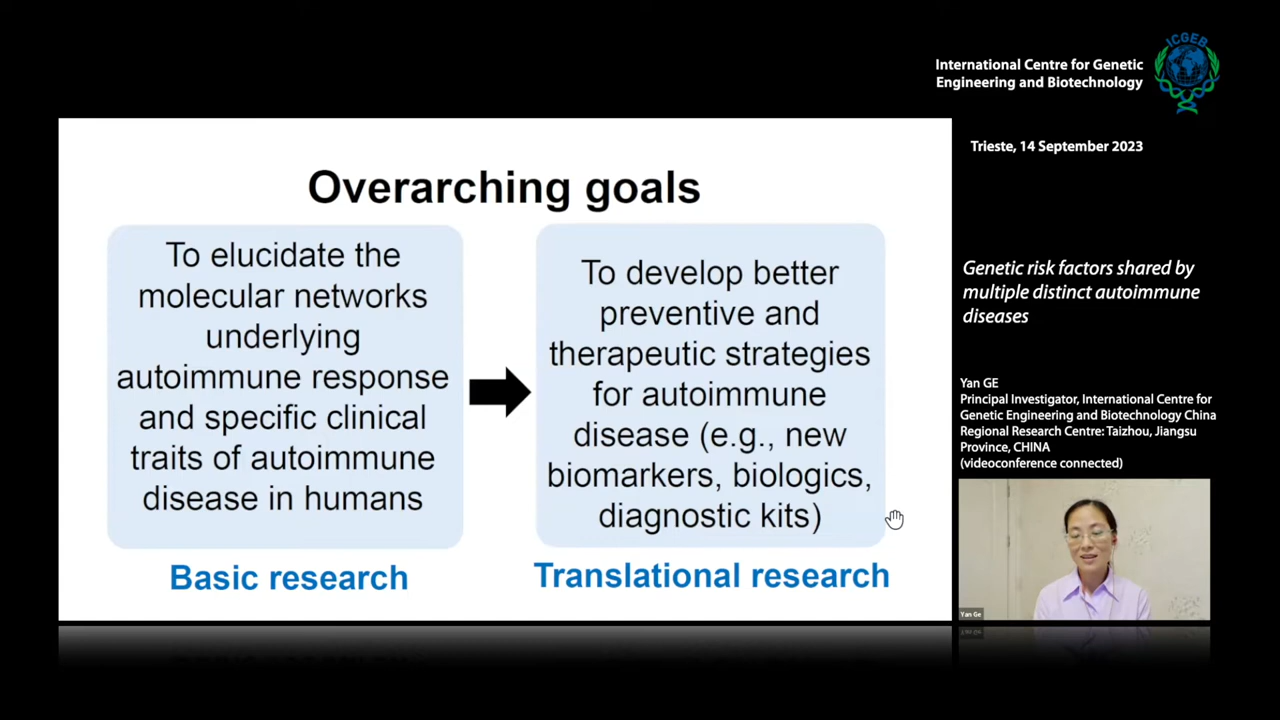 ICGEB
International Centre for Genetic
Engineering and Biotechnology
Trieste, 14 September 2023
Overarching goals
To elucidate the
molecular networks
underlying
autoimmune response
and specific clinical
traits of autoimmune
disease in humans
Basic research
To develop better
preventive and
therapeutic strategies
for autoimmune
disease (e.g., new
biomarkers, biologics,
diagnostic kits)
Translational research
Genetic risk factors shared by
multiple distinct autoimmune
diseases
Yan GE
Principal Investigator, International Centre for
Genetic Engineering and Biotechnology China
Regional Research Centre: Taizhou, Jiangsu
Province, CHINA
(videoconference connected)
Yan Ge